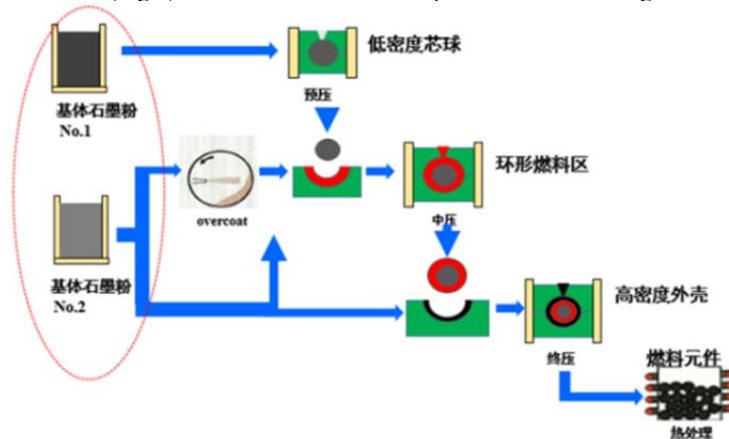 低密度芯球
预压
基体石墨粉
No.1
环形燃料区
overcoat
中压
基体石墨粉
No.2
高密度外壳
终压
燃料元件
热处理